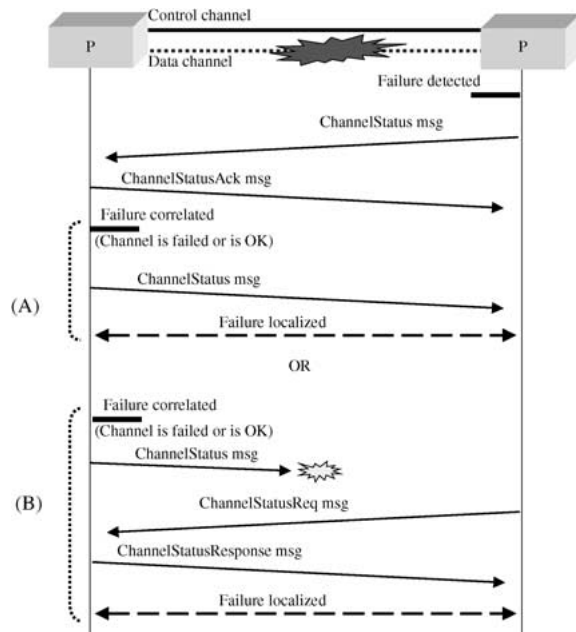 Control channel
P
P
Data channel
Failure detected
ChannelStatus msg
ChannelStatusAck msg
Failure correlated
(Channel is failed or is OK)
ChannelStatus msg
(A)
Failure localized
OR
Failure correlated
(Channel is failed or is OK)
ChannelStatus msg
(B)
ChannelStatusReq msg
ChannelStatusResponse msg
Failure localized